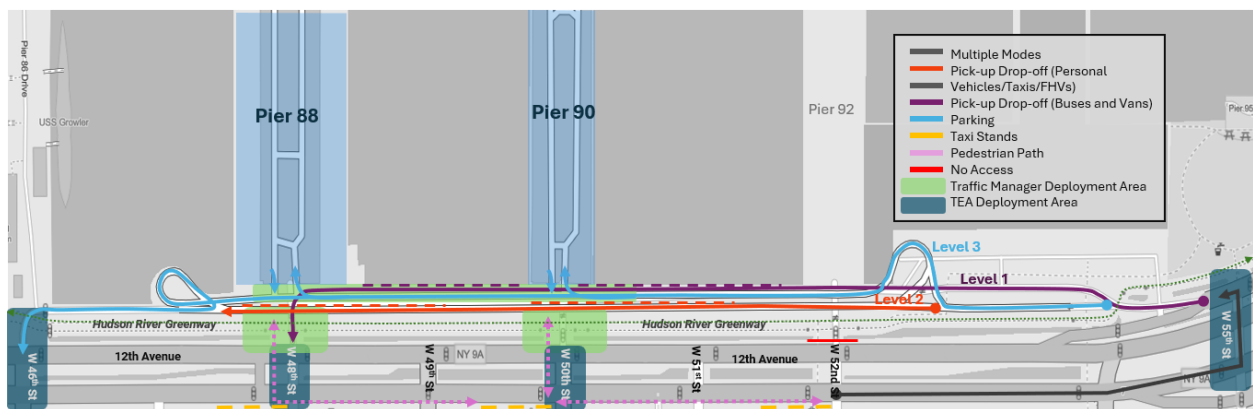 Pier 86 Drive
USS Growler
Pier 88
Pier 90
Pier 92
Pier 95
Multiple Modes
Pick-up Drop-off (Personal
Vehicles/Taxis/FHVs)
Pick-up Drop-off (Buses and Vans)
Parking
Taxi Stands
Pedestrian Path
No Access
Traffic Manager Deployment Area
TEA Deployment Area
Level 3
Level 1
Level 2
Hudson River Greenway
Hudson River Greenway
12th Avenue
NY 9A
12th Avenue
NY 9A
W 46th St
W 48th St
W 49th St
W 50th St
W 51st St
W 52nd St
W 55th St